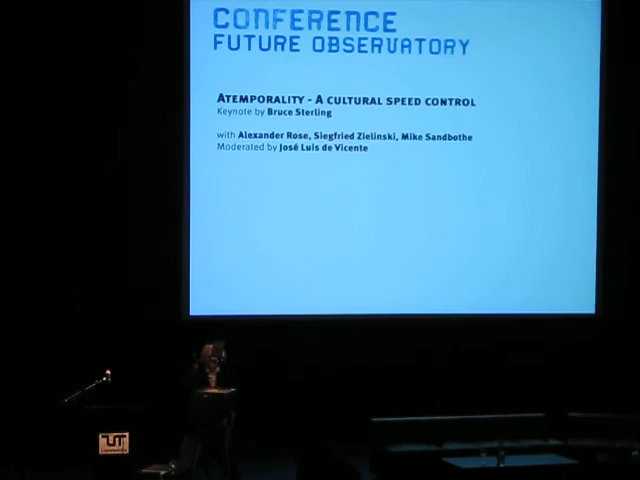 CONFERENCE
FUTURE OBSERVATORY
ATEMPORALITY - A CULTURAL SPEED CONTROL
Keynote by Bruce Sterling
with Alexander Rose, Siegfried Zielinski, Mike Sandbothe
Moderated by José Luis de Vicente